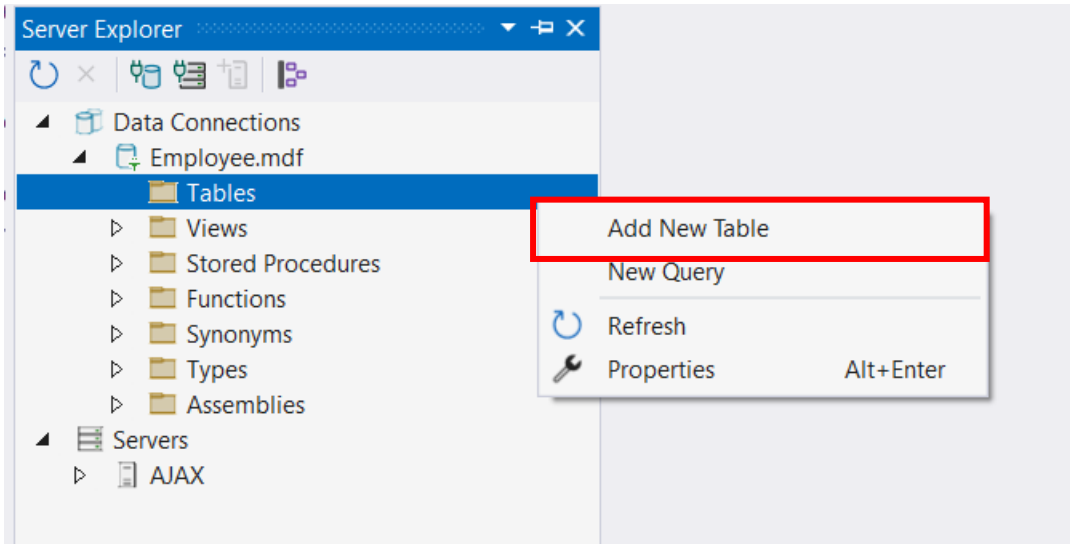 Server Explorer
Data Connections
Employee.mdf
Tables
Views
Stored Procedures
Functions
Synonyms
Types
Assemblies
Servers
AJAX
Add New Table
New Query
Refresh
Properties Alt+Enter